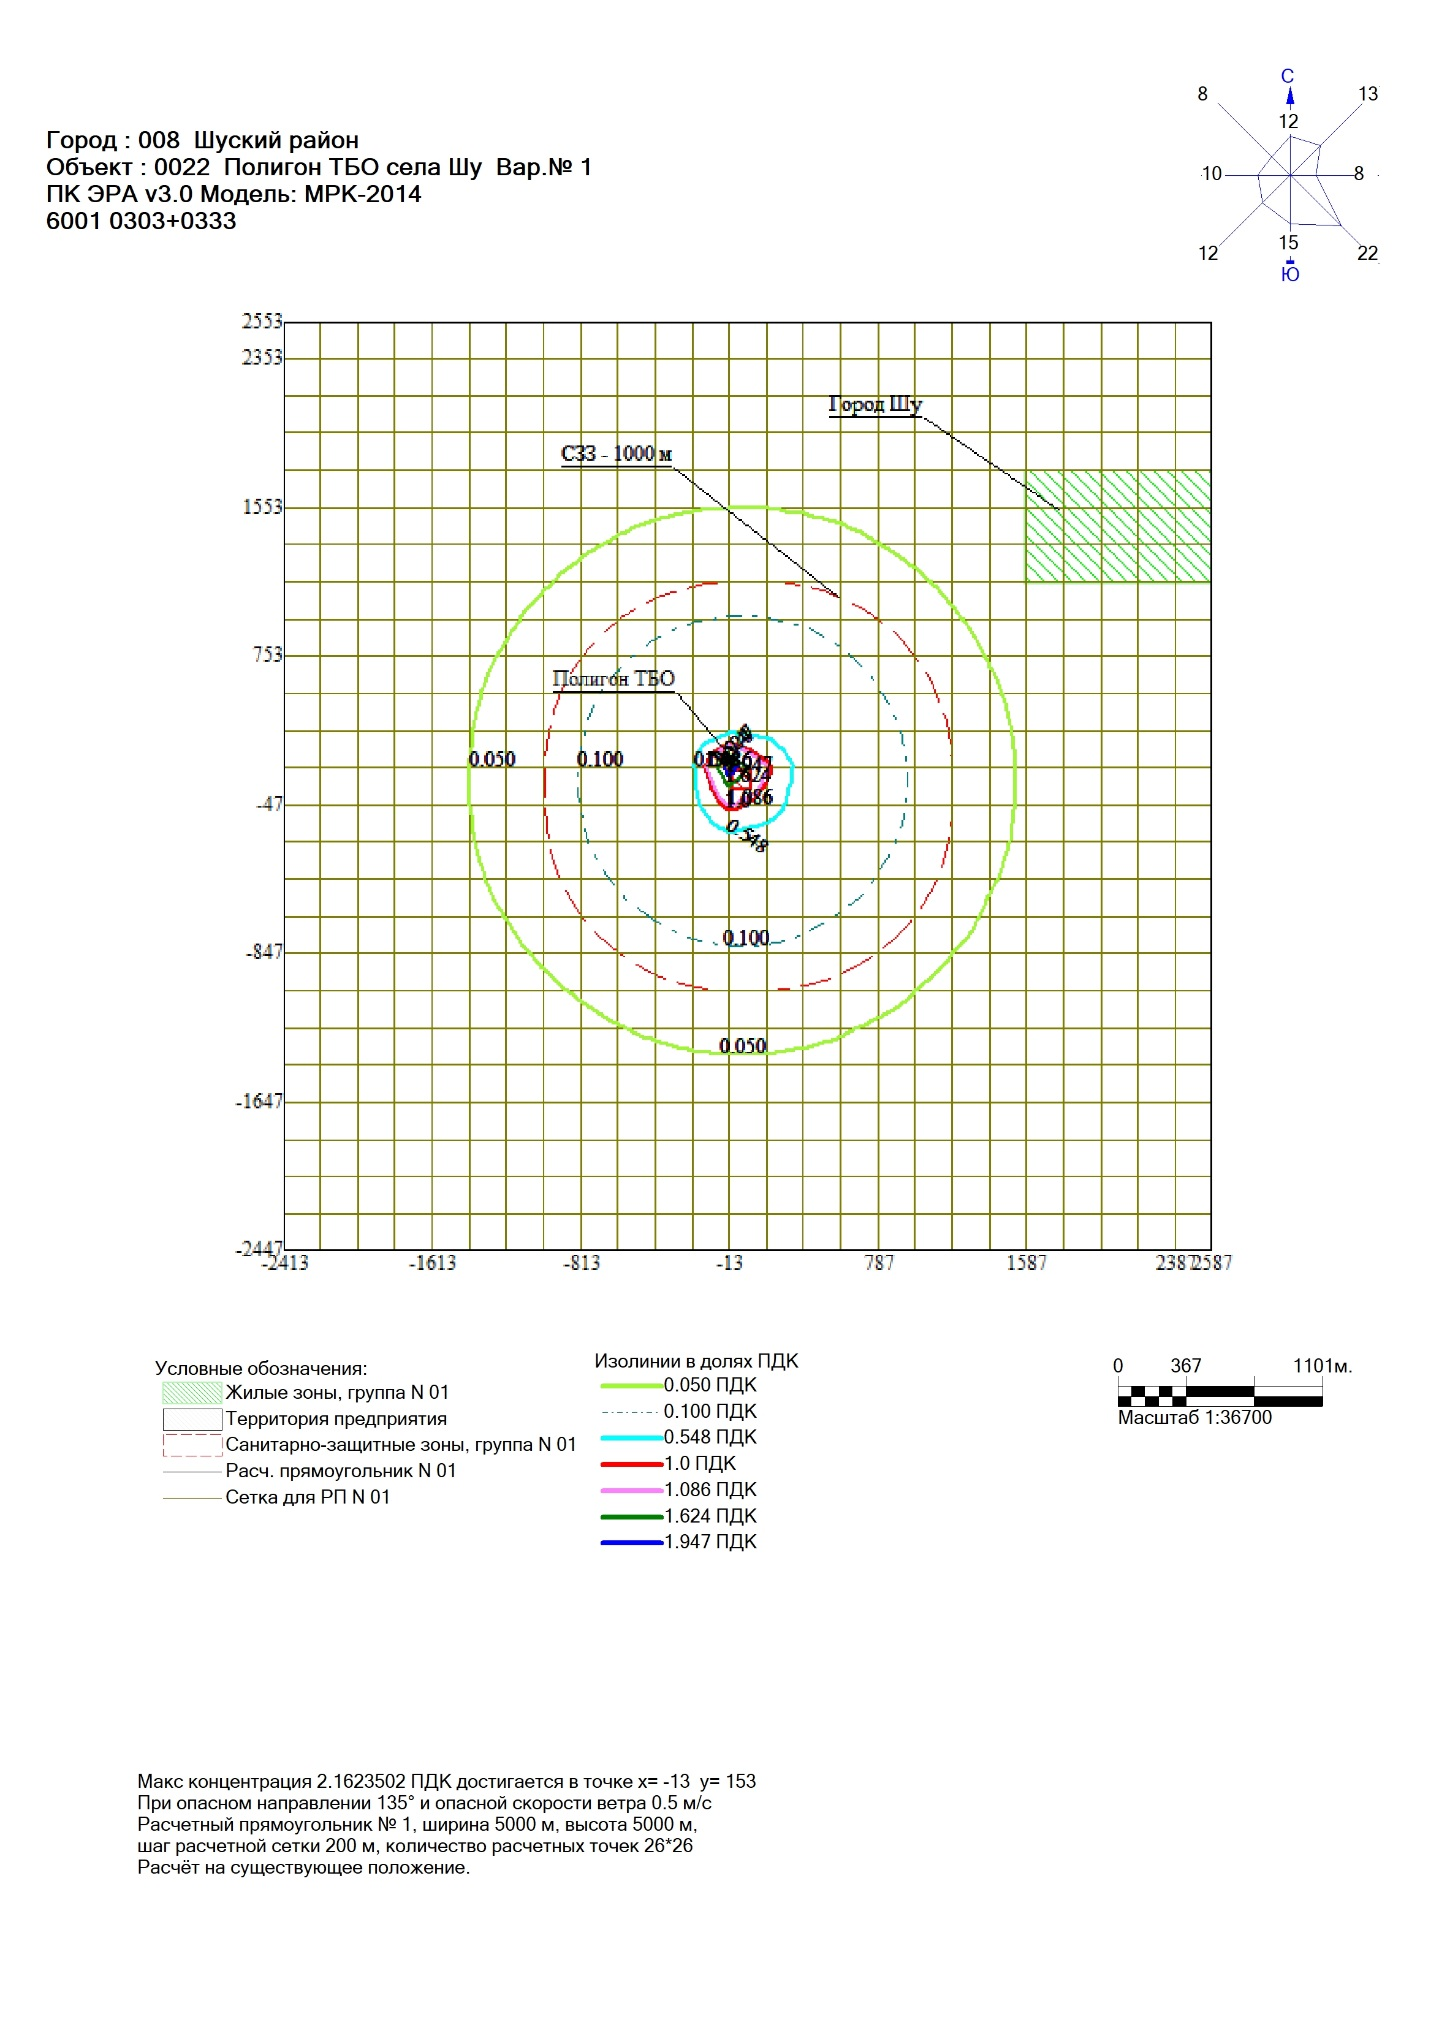 С
8
13
12
10
8
15
12
22
Ю
Город : 008 Шуский район
Объект : 0022 Полигон ТБО села Шу Вар.№ 1
ПК ЭРА v3.0 Модель: МРК-2014
6001 0303+0333
2553
2353
Город Шу
СЗЗ - 1000 м
1553
753
Полигон ТБО
0.050
0.100
-47
1.086
0.548
0.100
-847
0.050
-1647
-2447
-2413
-1613
-813
-13
787
1587
2387
2587
Условные обозначения:
Жилые зоны, группа N 01
Территория предприятия
Санитарно-защитные зоны, группа N 01
Расч. прямоугольник N 01
Сетка для РП N 01
Изолинии в долях ПДК
0.050 ПДК
0.100 ПДК
0.548 ПДК
1.0 ПДК
1.086 ПДК
1.624 ПДК
1.947 ПДК
0 367 1101м.
Масштаб 1:36700
Макс концентрация 2.1623502 ПДК достигается в точке x= -13 y= 153
При опасном направлении 135° и опасной скорости ветра 0.5 м/с
Расчетный прямоугольник № 1, ширина 5000 м, высота 5000 м,
шаг расчетной сетки 200 м, количество расчетных точек 26*26
Расчёт на существующее положение.